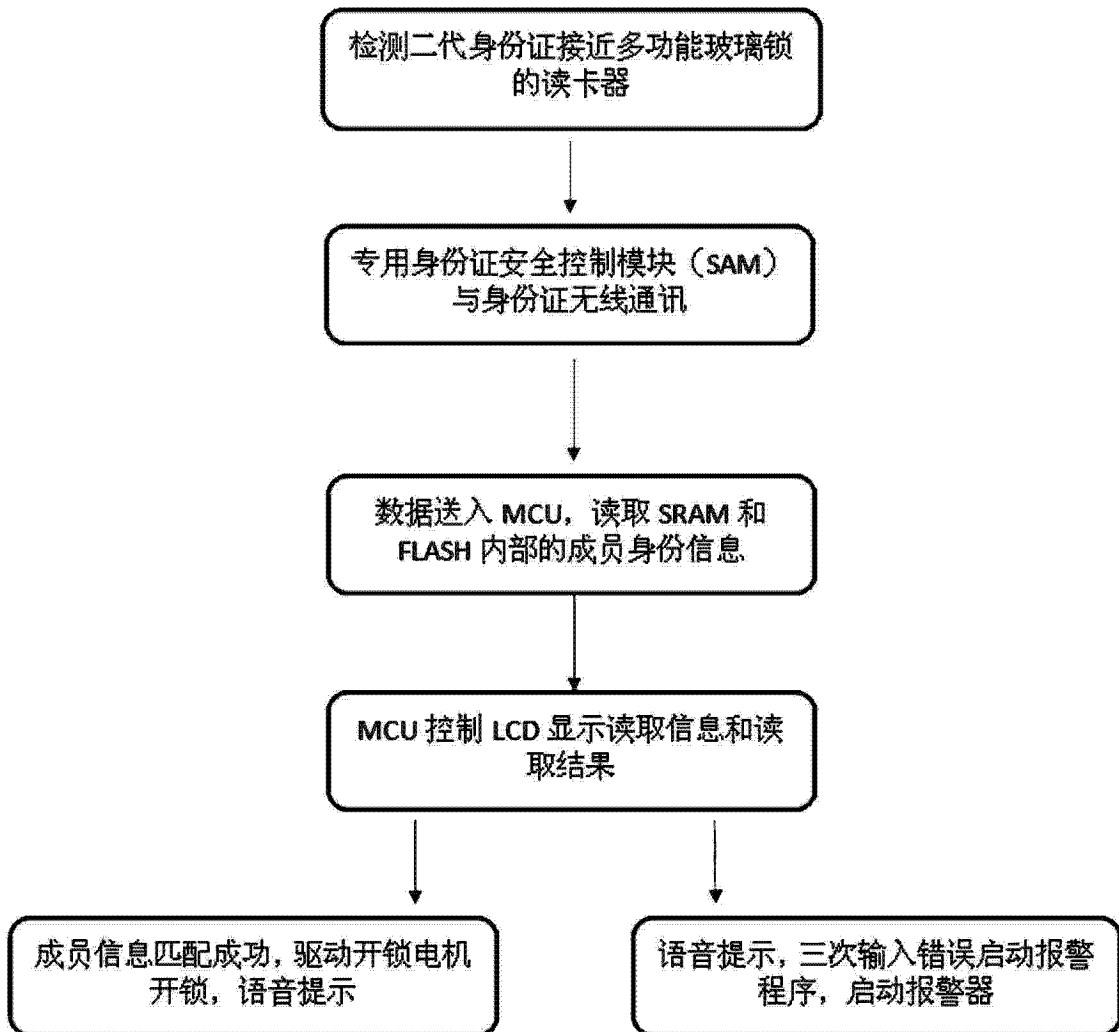 检测二代身份证接近多功能玻璃锁
的读卡器
专用身份证安全控制模块（SAM）
与身份证无线通讯
数据送入 MCU，读取 SRAM 和
FLASH 内部的成员身份信息
MCU 控制 LCD 显示读取信息和读
取结果
成员信息匹配成功，驱动开锁电机
开锁，语音提示
语音提示，三次输入错误启动报警
程序，启动报警器